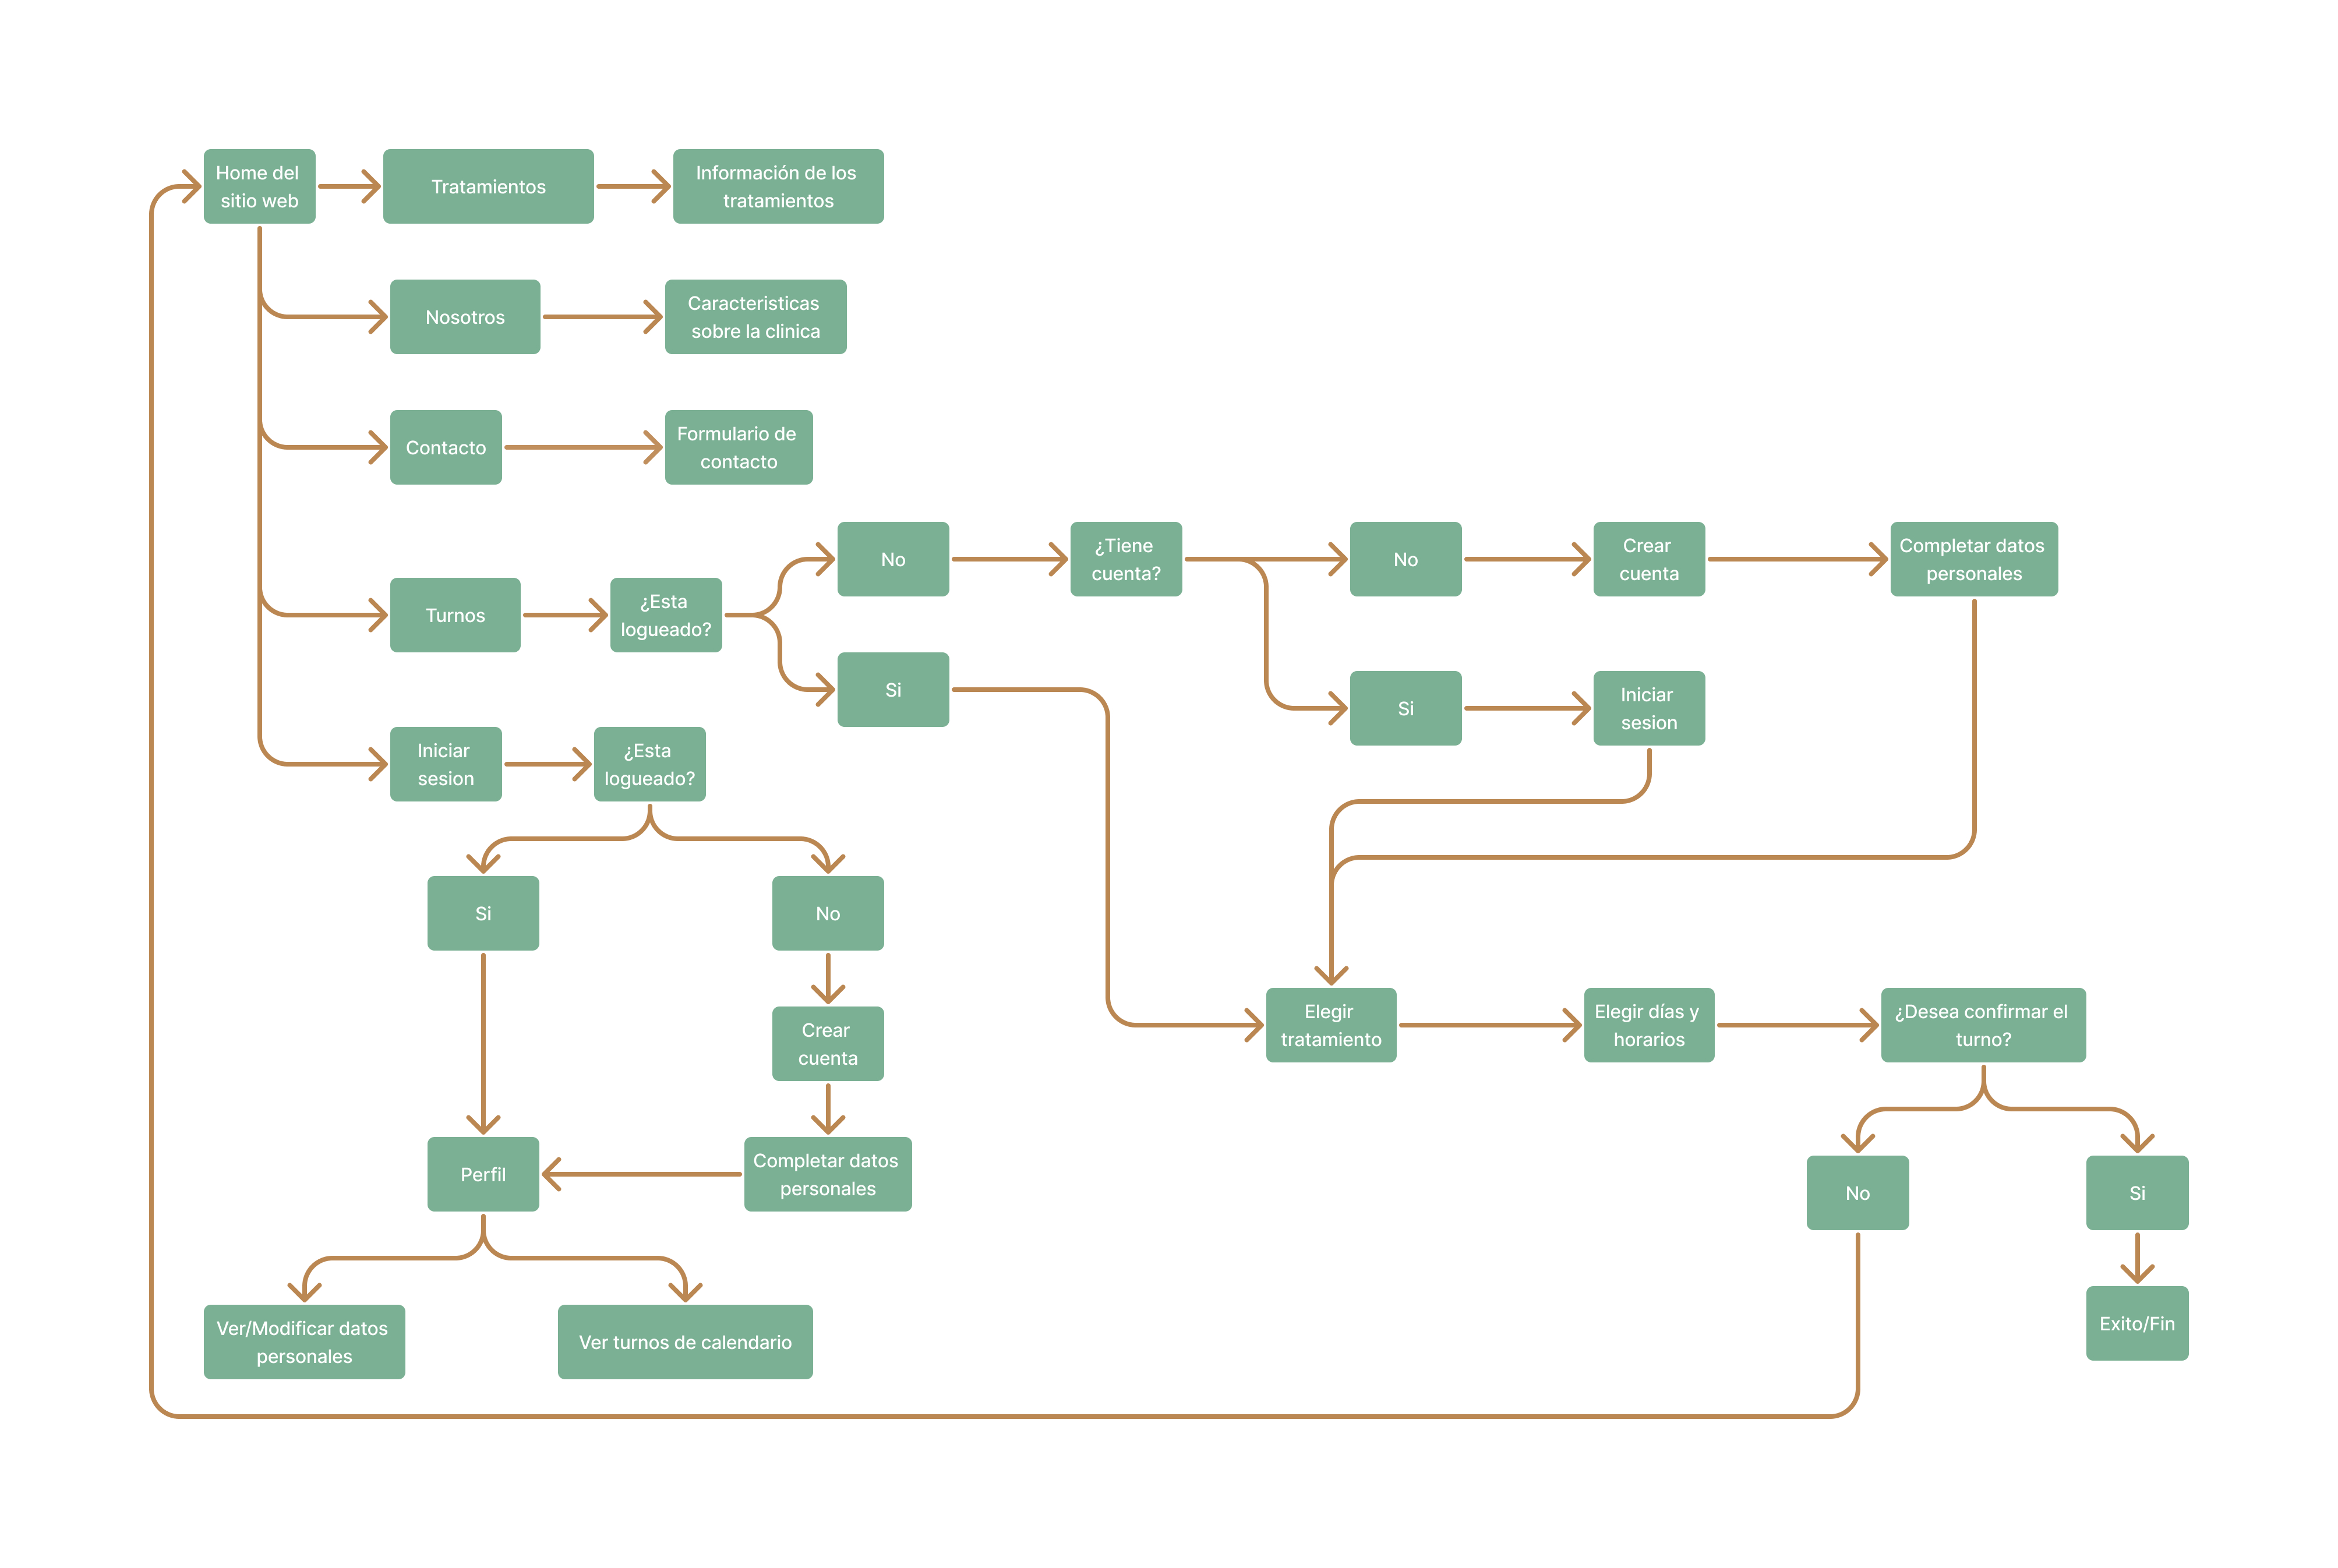 Home del
sitio web
Tratamientos
Información de los
tratamientos
Nosotros
Caracteristicas
sobre la clinica
Contacto
Formulario de
contacto
Turnos
¿Esta
logueado?
No
¿Tiene
cuenta?
No
Crear
cuenta
Completar datos
personales
Si
Si
Iniciar
sesion
Iniciar
sesion
¿Esta
logueado?
Si
No
Crear
cuenta
Elegir
tratamiento
Elegir días y
horarios
¿Desea confirmar el
turno?
Perfil
Completar datos
personales
No
Si
Ver/Modificar datos
personales
Ver turnos de calendario
Exito/Fin